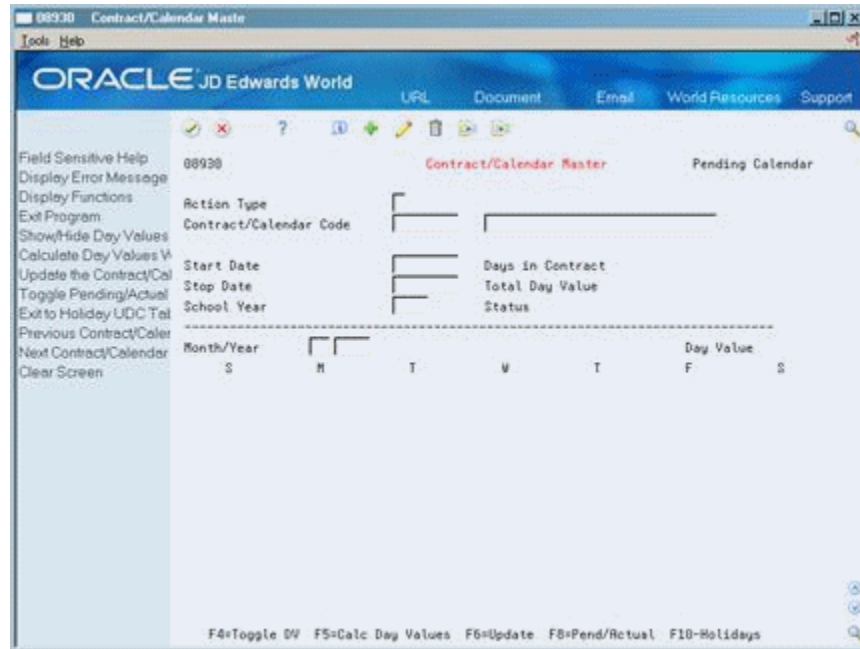 08930 Contract/Calendar Maste
Tools Help
ORACLE JD Edwards World
URL Document Email World Resources Support
Field Sensitive Help
Display Error Message
Display Functions
Exit Program
Show/Hide Day Values
Calculate Day Values W
Update the Contract/Cal
Toggle Pending/Actual
Exit to Holiday UDC Tab
Previous Contract/Calen
Next Contract/Calendar
Clear Screen
08930 Contract/Calendar Master Pending Calendar
Action Type
Contract/Calendar Code
Start Date Days in Contract
Stop Date Total Day Value
School Year Status
Month/Year Day Value
S M T W T F S
F4=Toggle DV F5=Calc Day Values F6=Update F8=Pend/Actual F10-Holidays